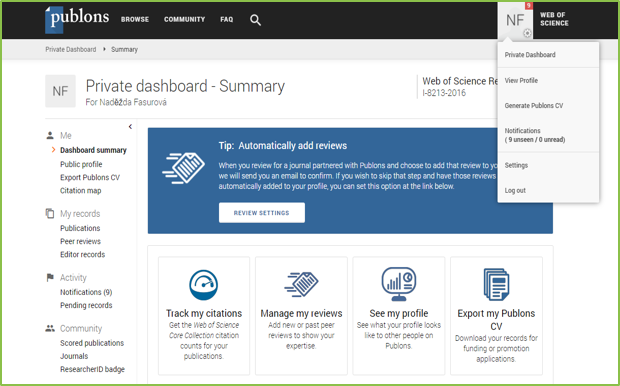 publons
BROWSE COMMUNITY FAQ
NF
9
WEB OF
SCIENCE
Private Dashboard Summary
NF
Private dashboard - Summary
For Naděžda Fasurová
Web of Science Re
I-8213-2016
Private Dashboard
View Profile
Generate Publons CV
Notifications
( 9 unseen / 0 unread)
Settings
Log out
Me
Dashboard summary
Public profile
Export Publons CV
Citation map
My records
Publications
Peer reviews
Editor records
Activity
Notifications (9)
Pending records
Community
Scored publications
Journals
ResearcherID badge
Tip: Automatically add reviews
When you review for a journal partnered with Publons and choose to add that review to yo
we will send you an email to confirm. If you wish to skip that step and have those reviews
automatically added to your profile, you can set this option at the link below.
REVIEW SETTINGS
Track my citations
Get the Web of Science
Core Collection citation
counts for your
publications.
Manage my reviews
Add new or past peer
reviews to show your
expertise.
See my profile
See what your profile looks
like to other people on
Publons.
Export my Publons
CV
Download your records for
funding or promotion
applications.